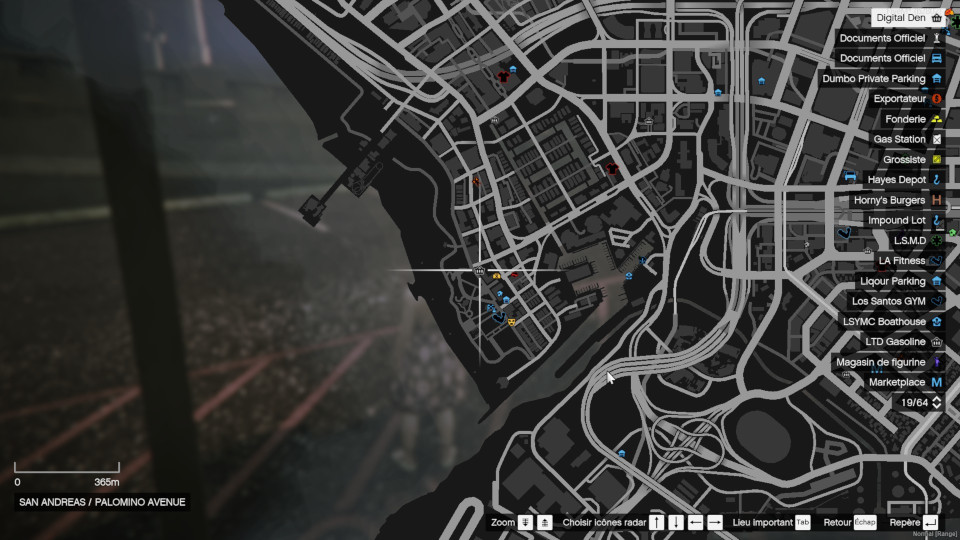 Digital Den
Documents Officiel
Documents Officiel
Dumbo Private Parking
Exportateur
Fonderie
Gas Station
Grossiste
Hayes Depot
Horny's Burgers
Impound Lot
L.S.M.D
LA Fitness
Liqour Parking
Los Santos GYM
LSYMC Boathouse
LTD Gasoline
Magasin de figurine
Marketplace M
19/64
0 365m
SAN ANDREAS / PALOMINO AVENUE
Zoom Choisir icônes radar ↑ ↓ ← → Lieu important Tab Retour Échap Repère
Normal [Range]